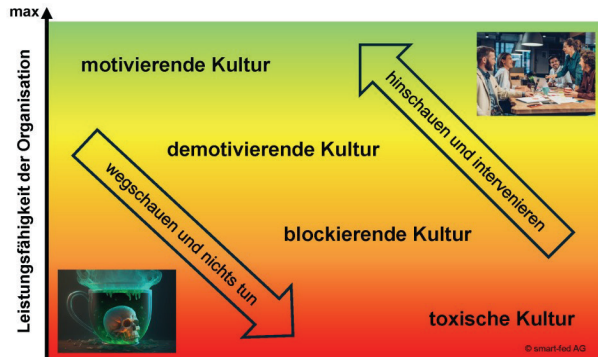 max
Leistungsfähigkeit der Organisation
motivierende Kultur
hinschauen und intervenieren
demotivierende Kultur
wegschauen und nichts tun
blockierende Kultur
toxische Kultur
© smart-fed AG